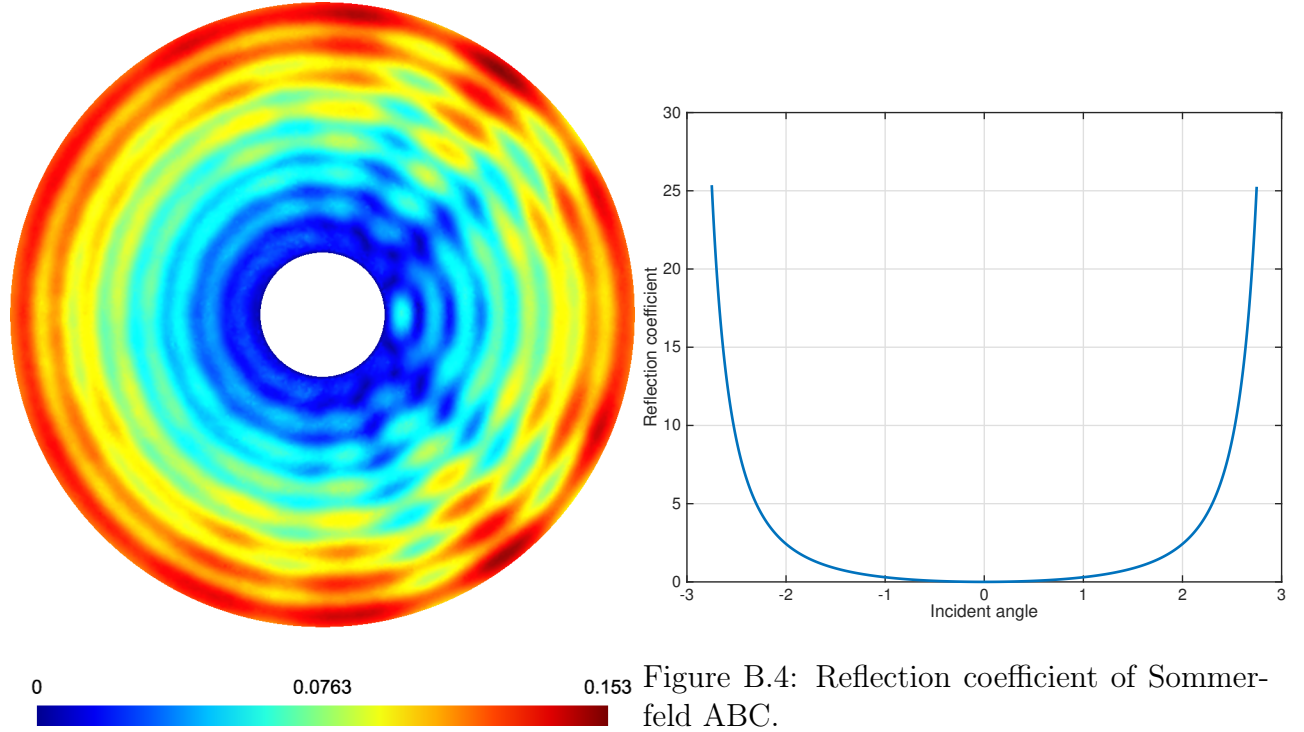 0 0.0763 0.153
30
25
20
15
10
5
0
Reflection coefficient
-3 -2 -1 0 1 2 3
Incident angle
Figure B.4: Reflection coefficient of Sommer-
feld ABC.